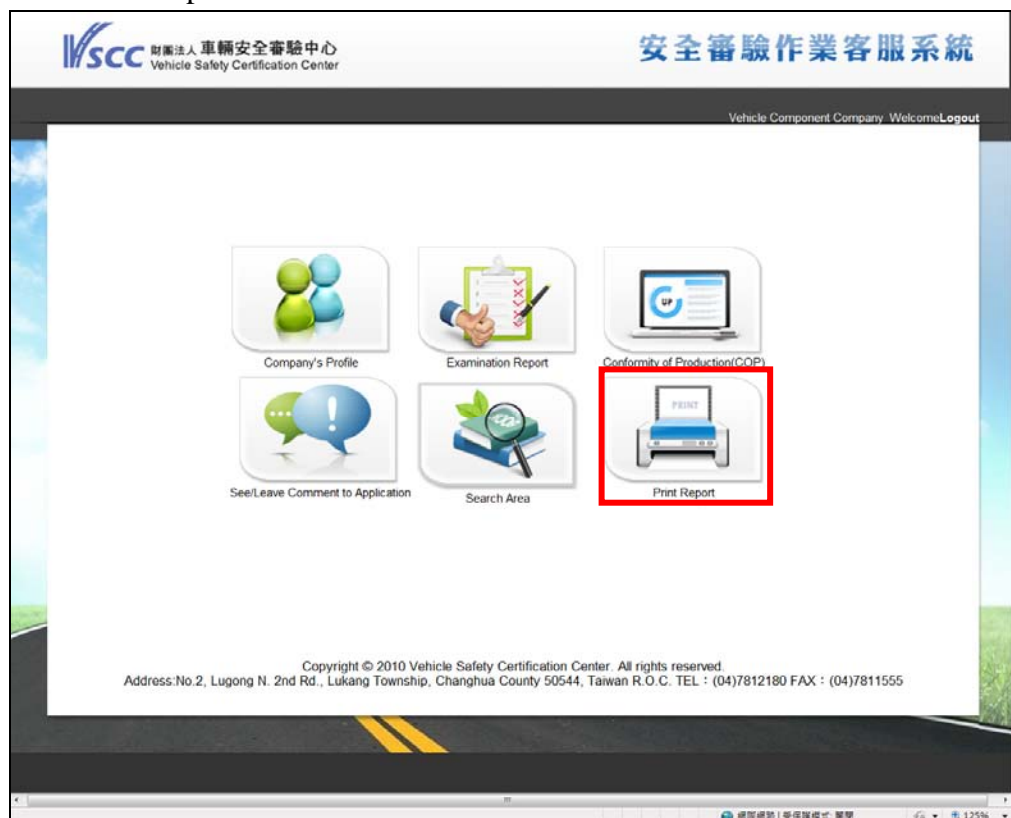 VSCC 財團法人 車輛安全審驗中心
Vehicle Safety Certification Center
安全審驗作業客服系統
Vehicle Component Company WelcomeLogout
UP
Company's Profile
Examination Report
Conformity of Production(COP)
PRINT
See/Leave Comment to Application
Search Area
Print Report
Copyright © 2010 Vehicle Safety Certification Center. All rights reserved.
Address:No.2, Lugong N. 2nd Rd., Lukang Township, Changhua County 50544, Taiwan R.O.C. TEL：(04)7812180 FAX：(04)7811555
125%